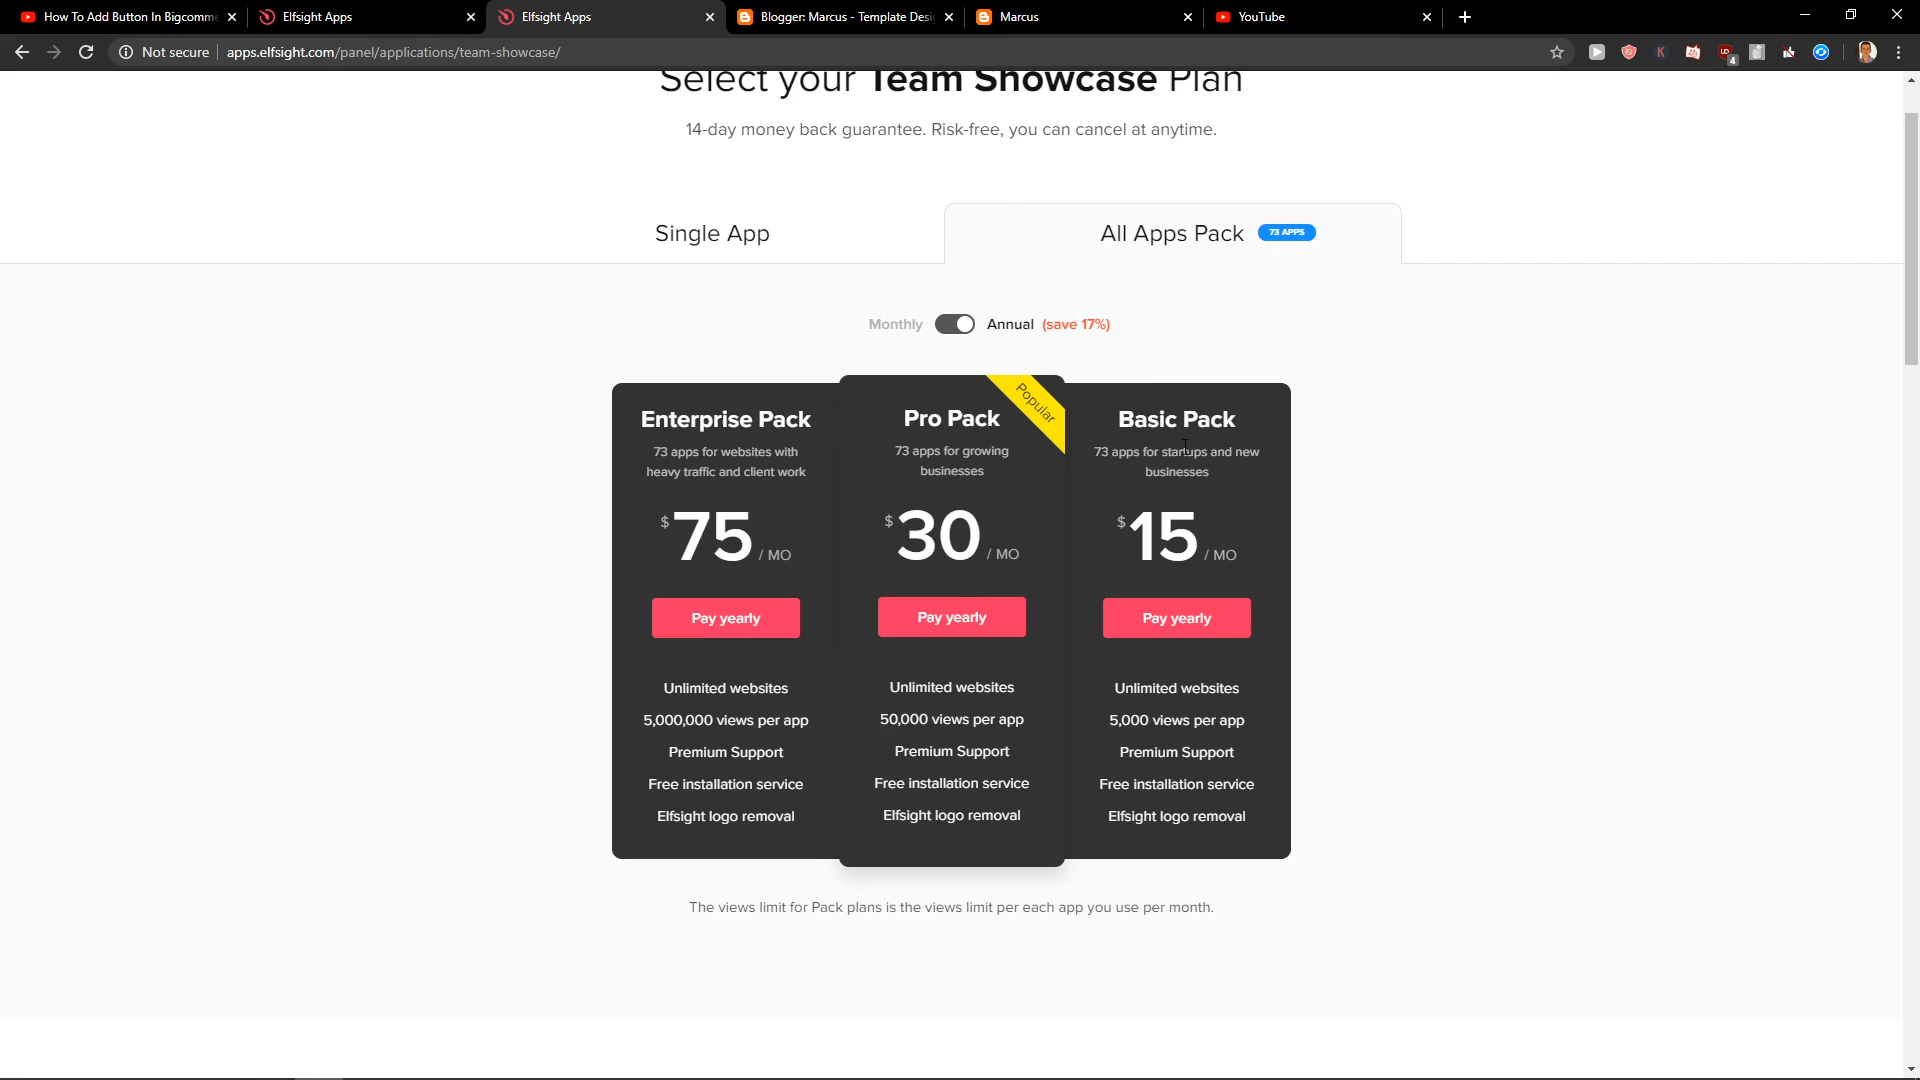 How To Add Button In Bigcomme
Elfsight Apps
Elfsight Apps
Blogger: Marcus - Template Desi
Marcus
YouTube
Not secure
apps.elfsight.com/panel/applications/team-showcase/
4
Select your Team Showcase Plan
14-day money back guarantee. Risk-free, you can cancel at anytime.
Single App
All Apps Pack
73 APPS
Monthly
Annual (save 17%)
Enterprise Pack
73 apps for websites with
heavy traffic and client work
$ 75 / MO
Pay yearly
Unlimited websites
5,000,000 views per app
Premium Support
Free installation service
Elfsight logo removal
Popular
Pro Pack
73 apps for growing
businesses
$ 30 / MO
Pay yearly
Unlimited websites
50,000 views per app
Premium Support
Free installation service
Elfsight logo removal
Basic Pack
73 apps for startups and new
businesses
$ 15 / MO
Pay yearly
Unlimited websites
5,000 views per app
Premium Support
Free installation service
Elfsight logo removal
The views limit for Pack plans is the views limit per each app you use per month.